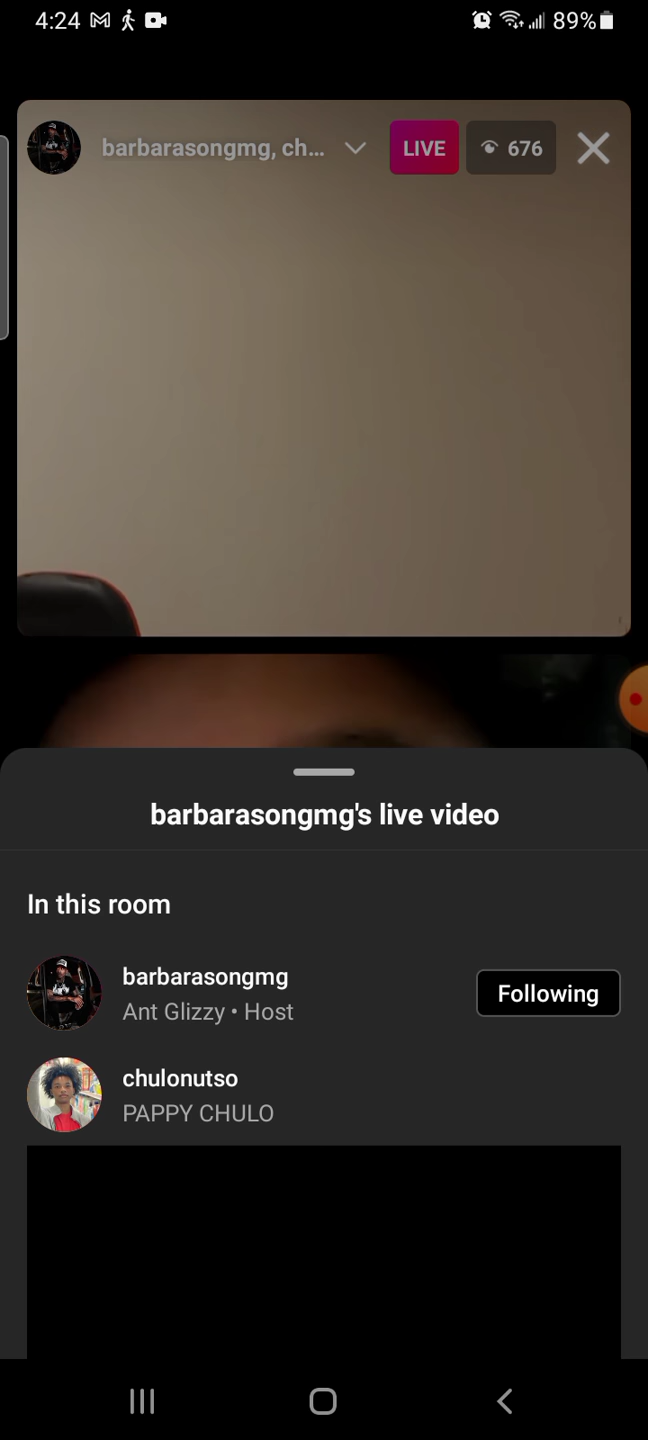 4:24
89%
barbarasongmg, ch...
LIVE
676
barbarasongmg's live video
In this room
barbarasongmg
Ant Glizzy • Host
Following
chulonutso
PAPPY CHULO